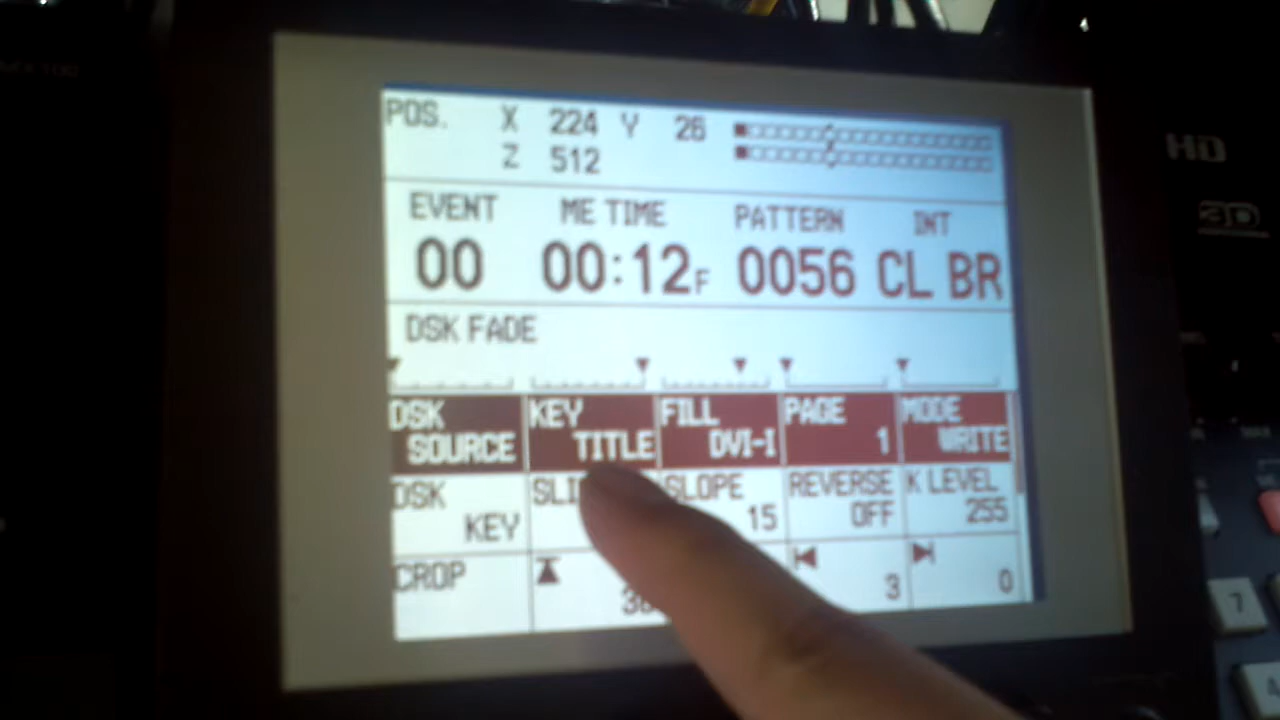 POS. X 224 Y 26
Z 512
EVENT ME TIME PATTERN INT
00 00:12F 0056 CL BR
DSK FADE
DSK KEY FILL PAGE MODE
SOURCE TITLE DVI-I 1 WRITE
DSK SLOPE REVERSE K LEVEL
KEY 15 OFF 255
CROP
3 0
HD
3D
7